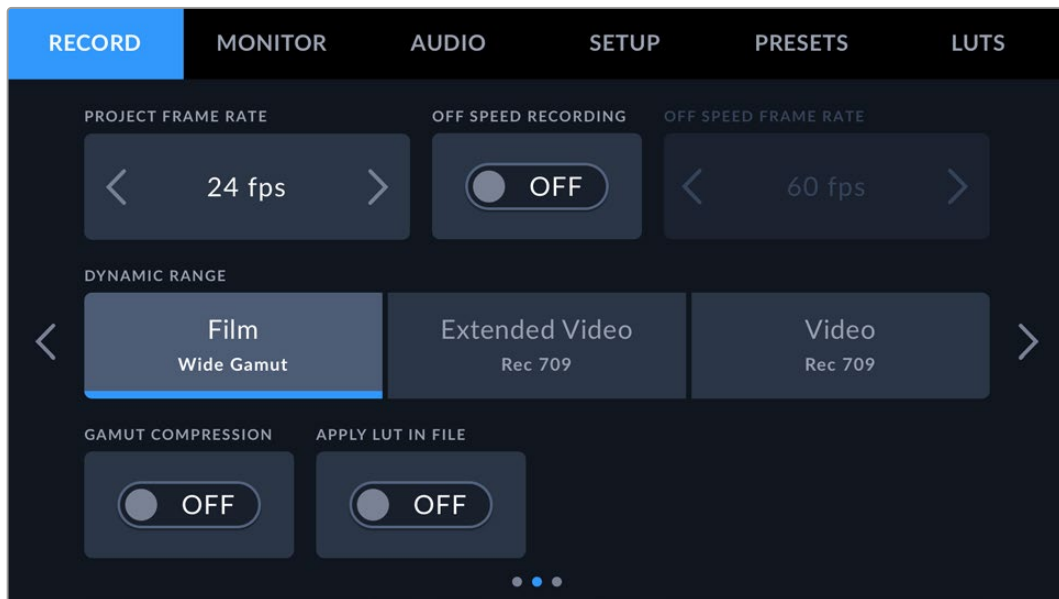 RECORD MONITOR AUDIO SETUP PRESETS LUTS
PROJECT FRAME RATE OFF SPEED RECORDING OFF SPEED FRAME RATE
24 fps OFF 60 fps
DYNAMIC RANGE
Film Extended Video Video
Wide Gamut Rec 709 Rec 709
GAMUT COMPRESSION APPLY LUT IN FILE
OFF OFF